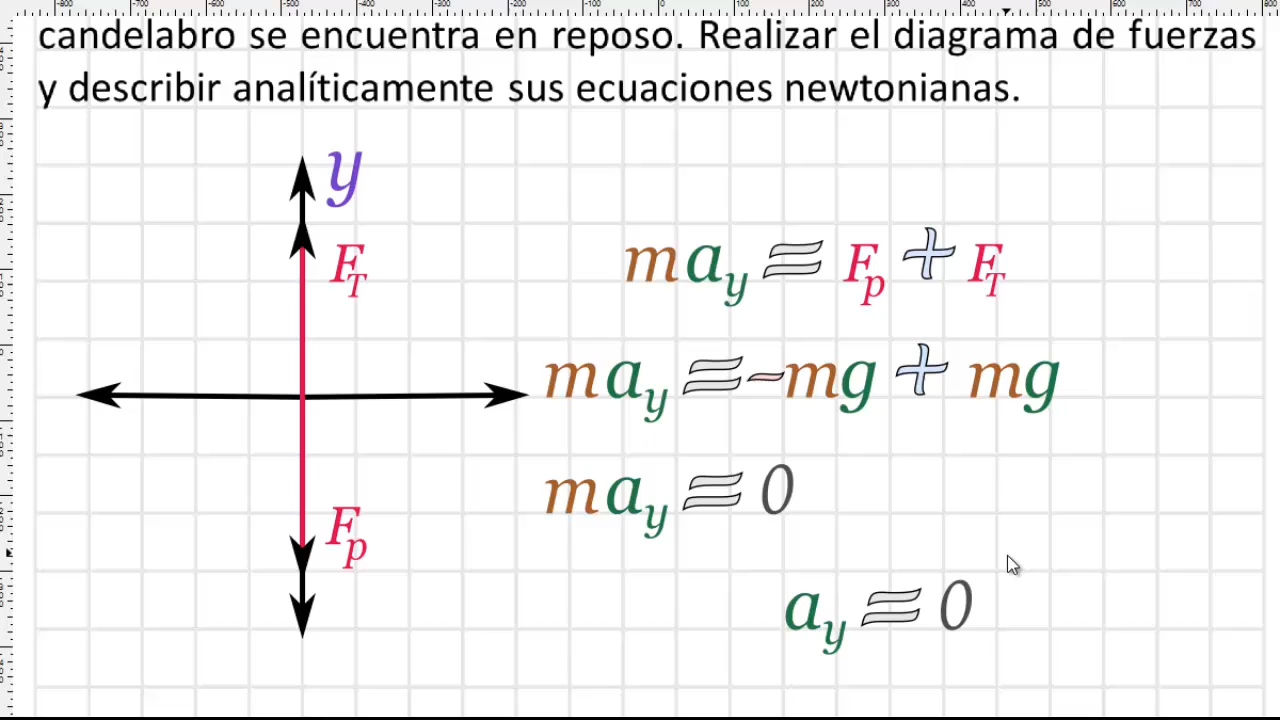 candelabro se encuentra en reposo. Realizar el diagrama de fuerzas
y describir analíticamente sus ecuaciones newtonianas.
y
F_T
F_p
ma_y = F_p + F_T
ma_y = -mg + mg
ma_y = 0
a_y = 0